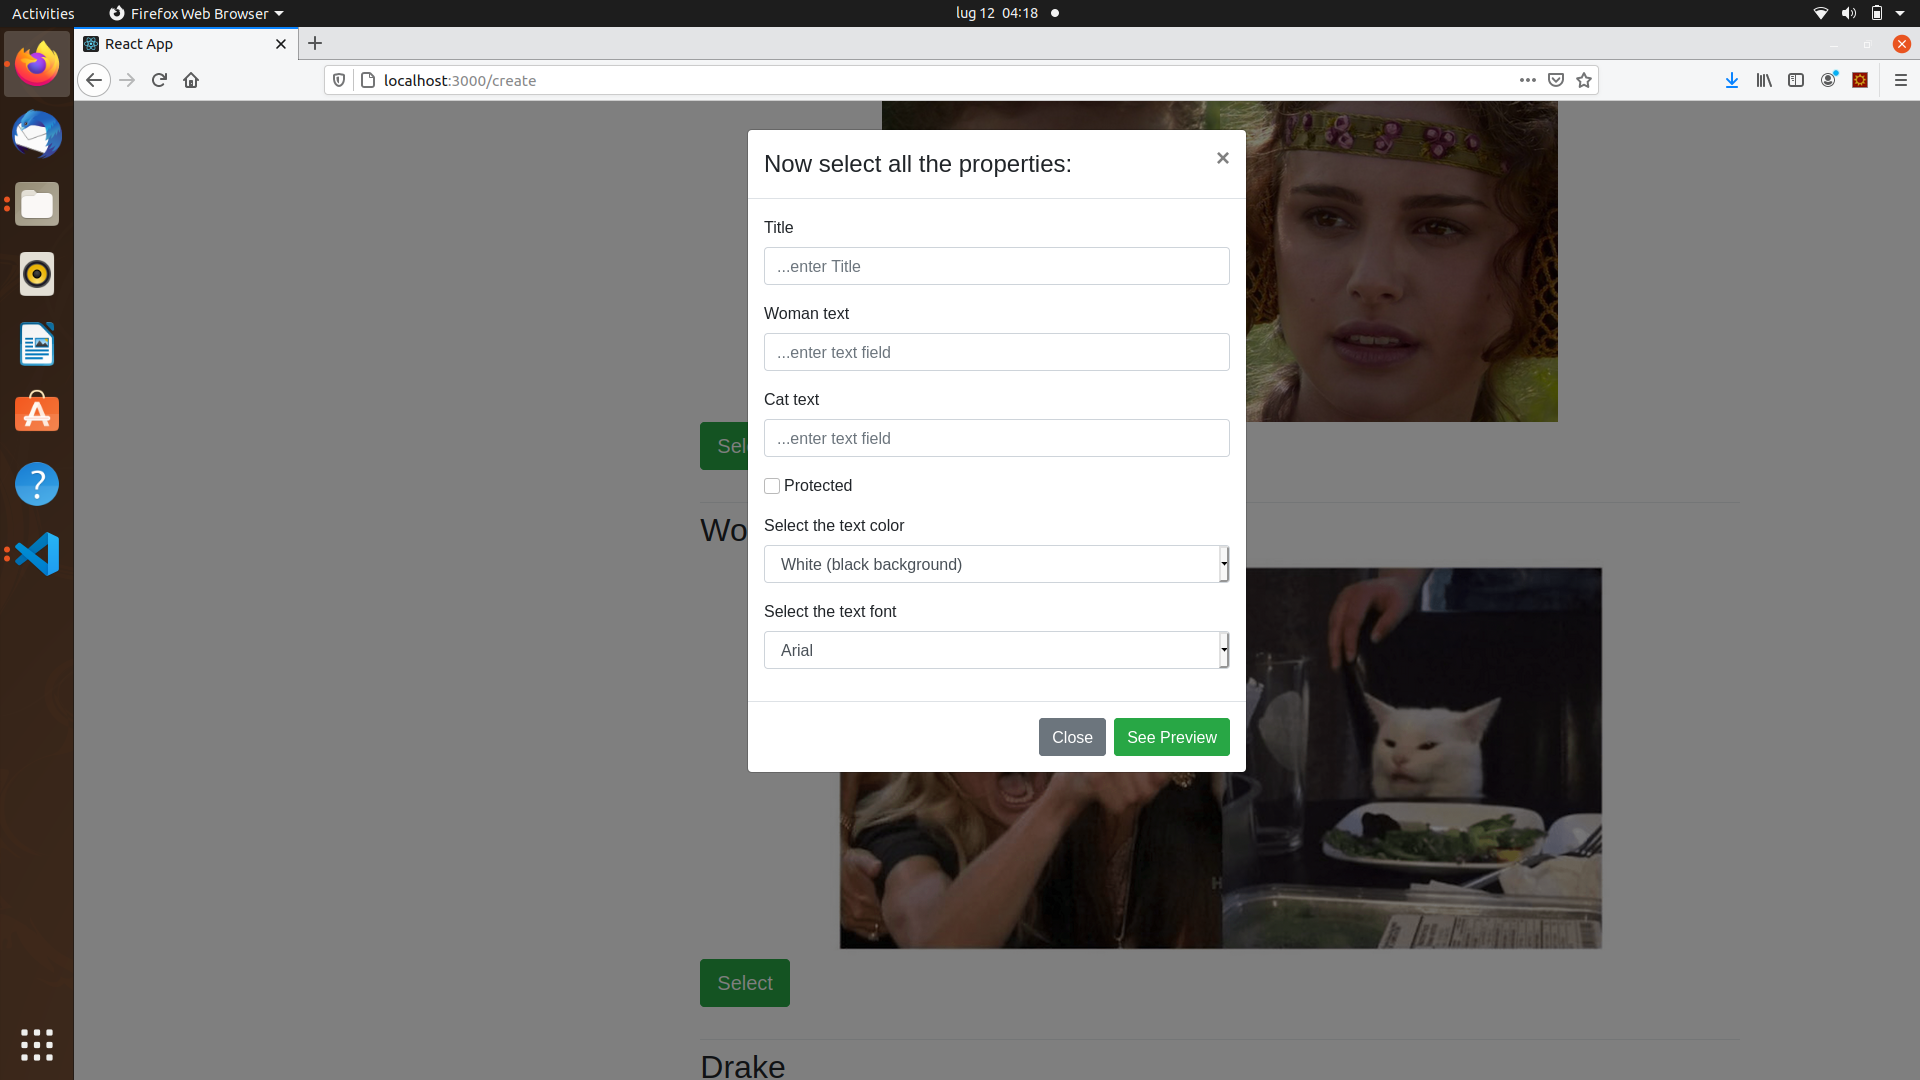 Activities
Firefox Web Browser
lug 12 04:18
React App
localhost:3000/create
Now select all the properties:
×
Title
...enter Title
Woman text
...enter text field
Cat text
...enter text field
Protected
Select the text color
White (black background)
Select the text font
Arial
Close
See Preview
Select
Drake